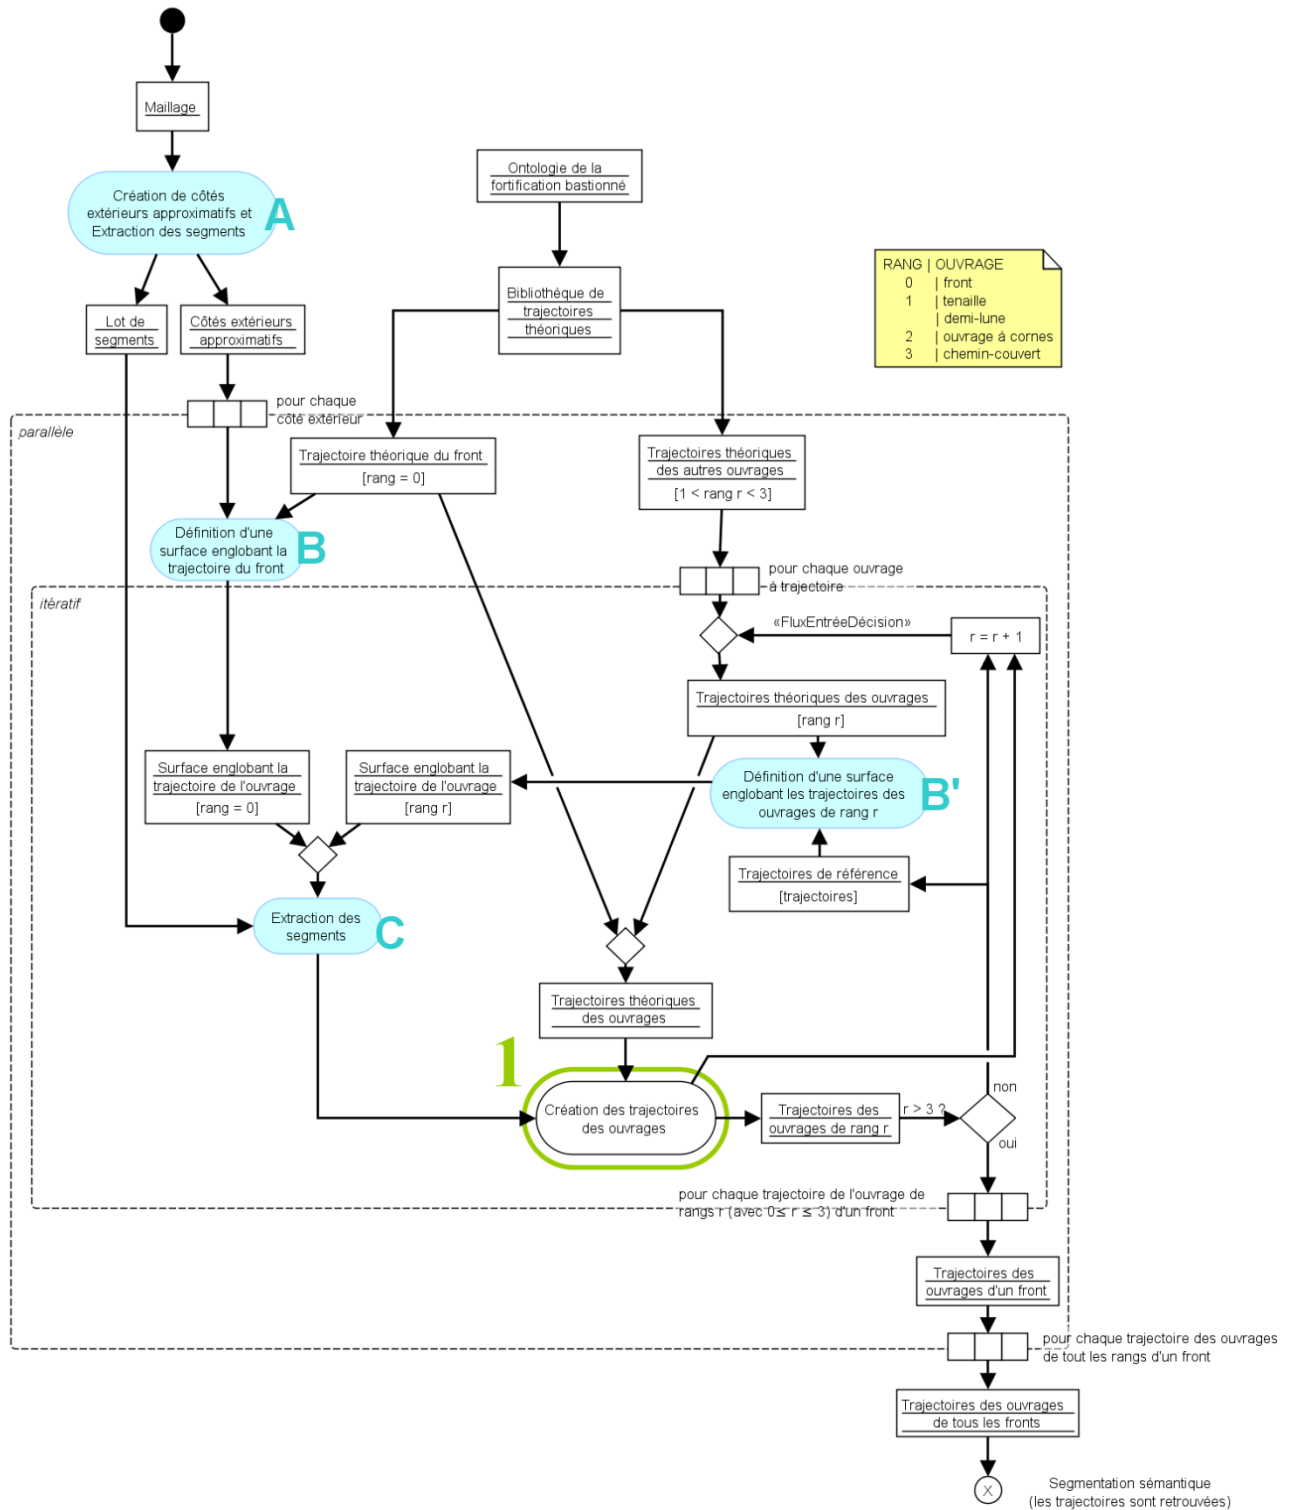 Maillage
Ontologie de la
fortification bastionné
Création de côtés
extérieurs approximatifs et
Extraction des segments
A
RANG | OUVRAGE
0 | front
1 | tenaille
| demi-lune
2 | ouvrage à cornes
3 | chemin-couvert
Bibliothèque de
trajectoires
théoriques
Lot de
segments
Côtés extérieurs
approximatifs
pour chaque
côté extérieur
parallèle
Trajectoire théorique du front
[rang = 0]
Trajectoires théoriques
des autres ouvrages
[1 < rang r < 3]
Définition d'une
surface englobant la
trajectoire du front
B
pour chaque ouvrage
à trajectoire
itératif
«FluxEntréeDécision»
r = r + 1
Trajectoires théoriques des ouvrages
[rang r]
Surface englobant la
trajectoire de l'ouvrage
[rang = 0]
Surface englobant la
trajectoire de l'ouvrage
[rang r]
Définition d'une surface
englobant les trajectoires des
ouvrages de rang r
B'
Trajectoires de référence
[trajectoires]
Extraction des
segments
C
Trajectoires théoriques
des ouvrages
1
Création des trajectoires
des ouvrages
Trajectoires des
ouvrages de rang r
r > 3 ?
non
oui
pour chaque trajectoire de l'ouvrage de
rangs r (avec 0≤ r ≤ 3) d'un front
Trajectoires des
ouvrages d'un front
pour chaque trajectoire des ouvrages
de tout les rangs d'un front
Trajectoires des ouvrages
de tous les fronts
X
Segmentation sémantique
(les trajectoires sont retrouvées)